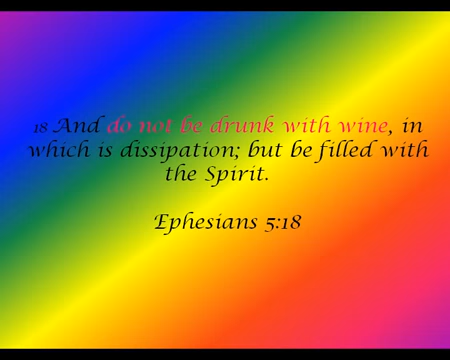 18 And do not be drunk with wine, in
which is dissipation; but be filled with
the Spirit.
Ephesians 5:18